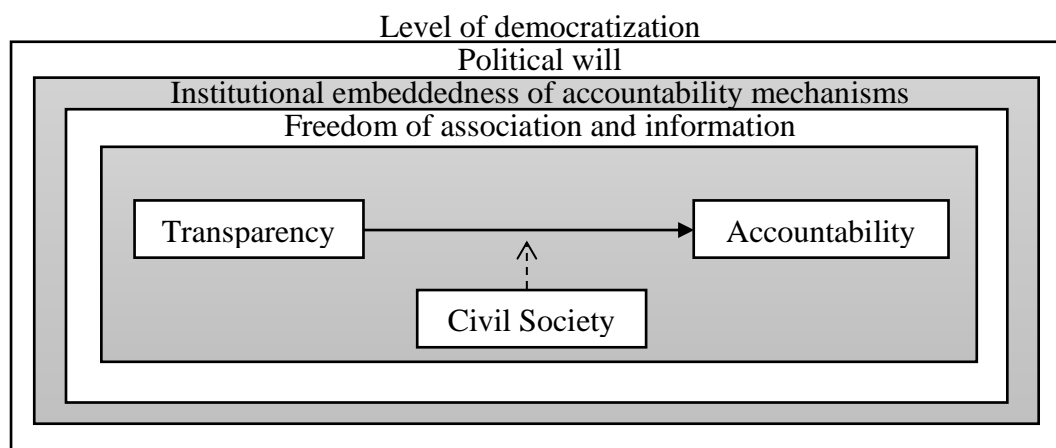 Level of democratization
Political will
Institutional embeddedness of accountability mechanisms
Freedom of association and information
Transparency
Accountability
Civil Society